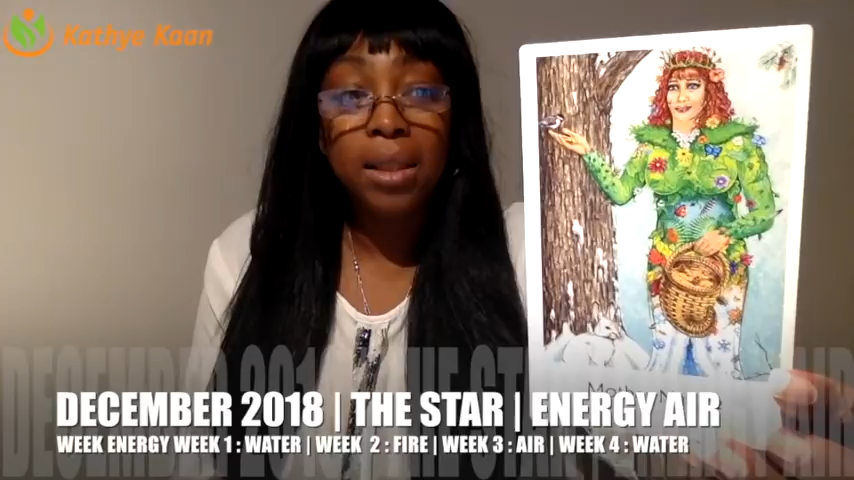 Kathye Kaan
DECEMBER 2018 | THE STAR | ENERGY AIR
WEEK ENERGY WEEK 1 : WATER | WEEK 2 : FIRE | WEEK 3 : AIR | WEEK 4 : WATER